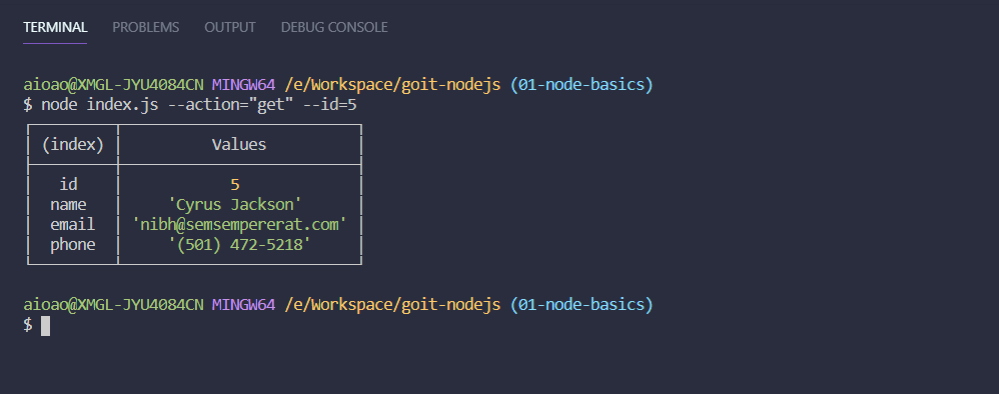 TERMINAL PROBLEMS OUTPUT DEBUG CONSOLE
aioao@XMGL-JYU4084CN MINGW64 /e/Workspace/goit-nodejs (01-node-basics)
$ node index.js --action="get" --id=5
(index) Values
id 5
name 'Cyrus Jackson'
email 'nibh@semsempererat.com'
phone '(501) 472-5218'
aioao@XMGL-JYU4084CN MINGW64 /e/Workspace/goit-nodejs (01-node-basics)
$